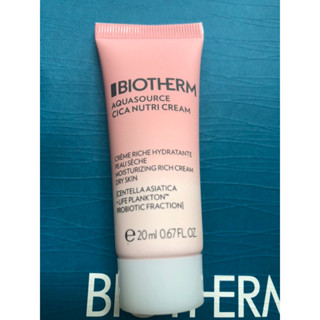 BIOTHERM
AQUASOURCE
CICA NUTRI CREAM
CRÈME RICHE HYDRATANTE
PEAU SÈCHE
MOISTURIZING RICH CREAM
DRY SKIN
[CENTELLA ASIATICA
+LIFE PLANKTON™
PROBIOTIC FRACTION]
℮ 20 ml 0.67 FL.OZ
BIOTHERM